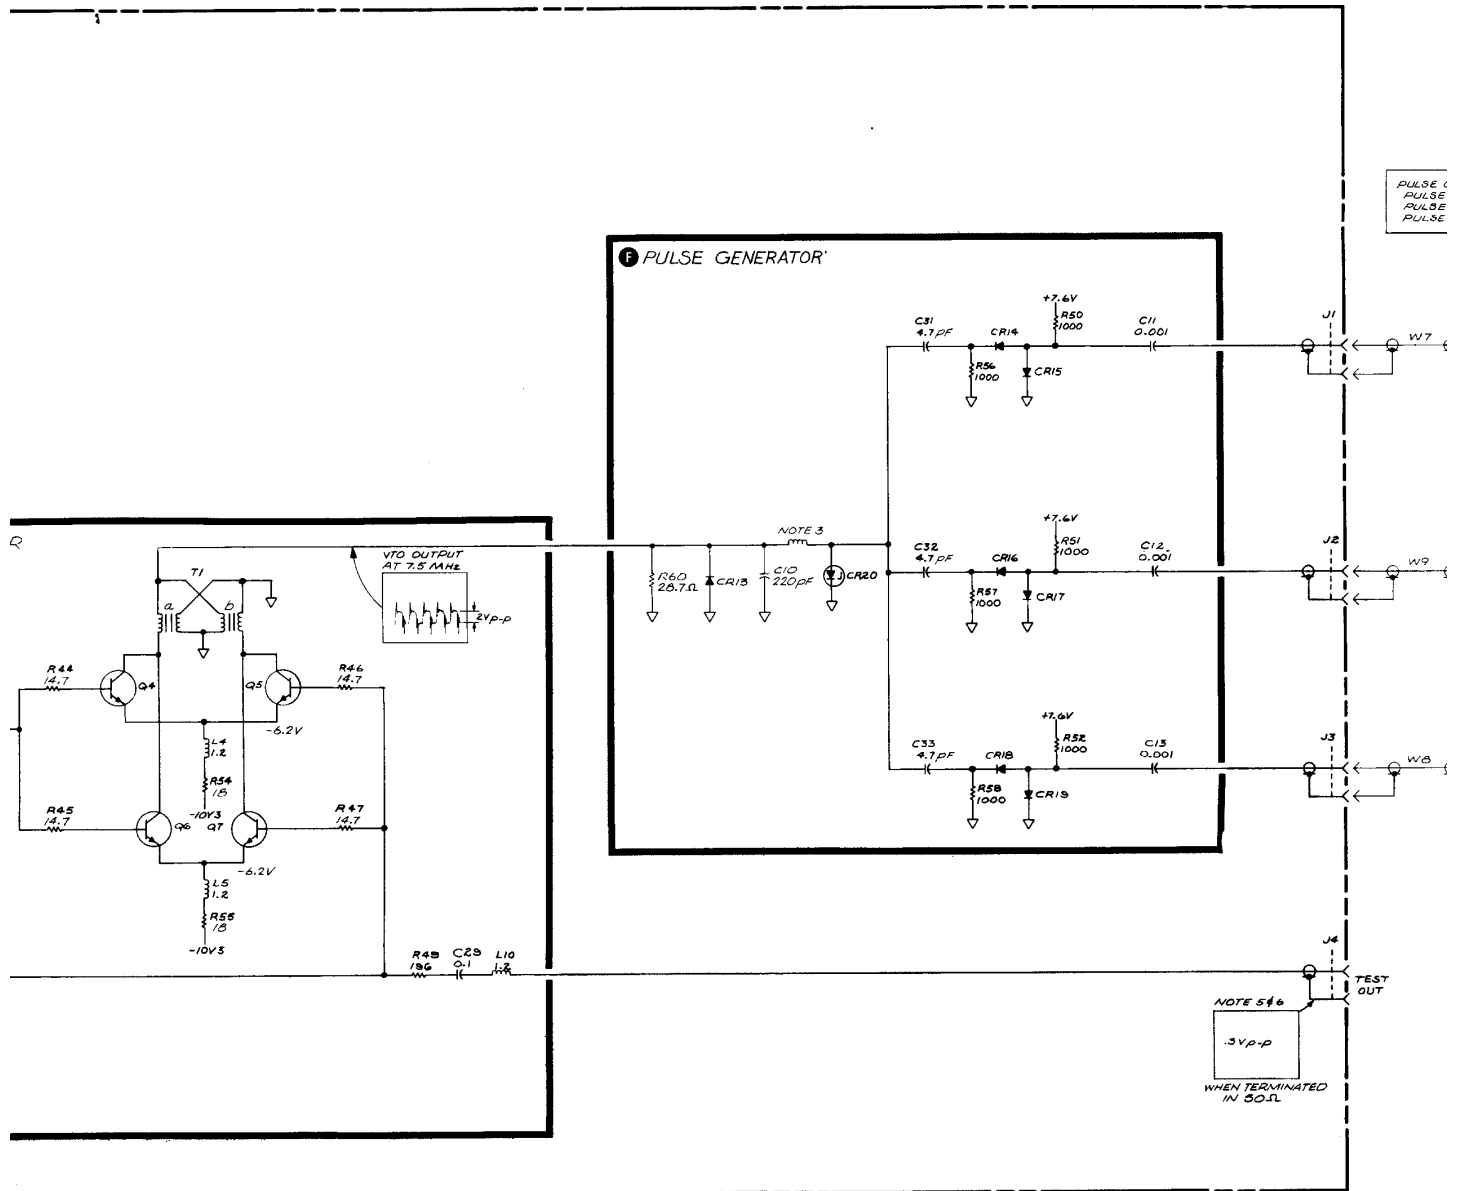 PULSE
PULSE
PULSE
PULSE
F PULSE GENERATOR
+7.6V
R50
1000
C31
4.7PF
CR14
C11
0.001
J1
W7
R56
1000
CR15
NOTE 3
+7.6V
R51
1000
C32
4.7PF
CR16
C12
0.001
J2
W9
R60
28.7Ω
CR13
C10
220PF
CR20
R57
1000
CR17
R
VTO OUTPUT
AT 7.5 MHz
2VP-P
T1
a
b
R44
14.7
Q4
Q5
R46
14.7
-6.2V
L4
1.2
R54
18
-10V3
+7.6V
R52
1000
C33
4.7PF
CR18
C13
0.001
J3
W8
R58
1000
CR19
R45
14.7
Q6
Q7
R47
14.7
-6.2V
L5
1.2
R55
18
-10V3
R49
196
C29
0.1
L10
1.2
J4
TEST
OUT
NOTE 5&6
.3VP-P
WHEN TERMINATED
IN 50Ω